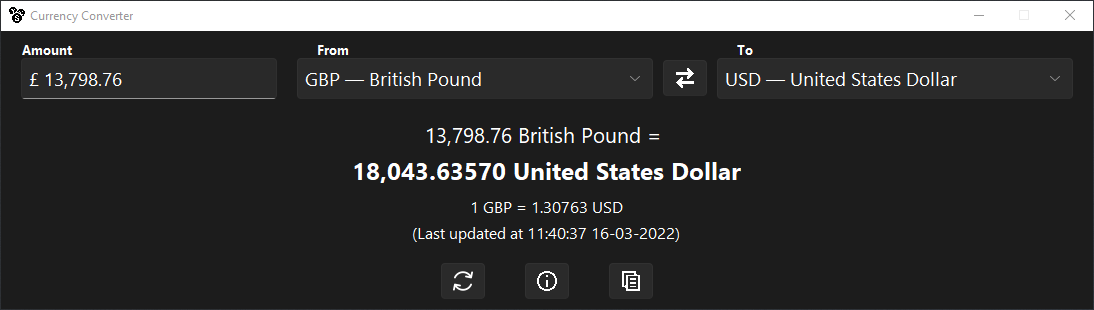 Currency Converter
Amount From To
£ 13,798.76 GBP — British Pound USD — United States Dollar
13,798.76 British Pound =
18,043.63570 United States Dollar
1 GBP = 1.30763 USD
(Last updated at 11:40:37 16-03-2022)